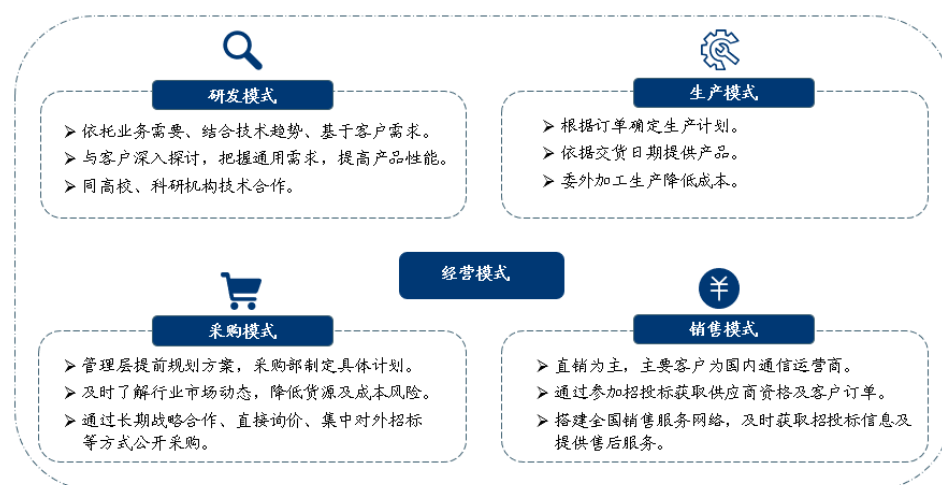 研发模式
依托业务需要、结合技术趋势、基于客户需求。
与客户深入探讨，把握通用需求，提高产品性能。
同高校、科研机构技术合作。
生产模式
根据订单确定生产计划。
依据交货日期提供产品。
委外加工生产降低成本。
经营模式
采购模式
管理层提前规划方案，采购部制定具体计划。
及时了解行业市场动态，降低货源及成本风险。
通过长期战略合作、直接询价、集中对外招标
等方式公开采购。
销售模式
直销为主，主要客户为国内通信运营商。
通过参加招投标获取供应商资格及客户订单。
搭建全国销售服务网络，及时获取招投标信息及
提供售后服务。